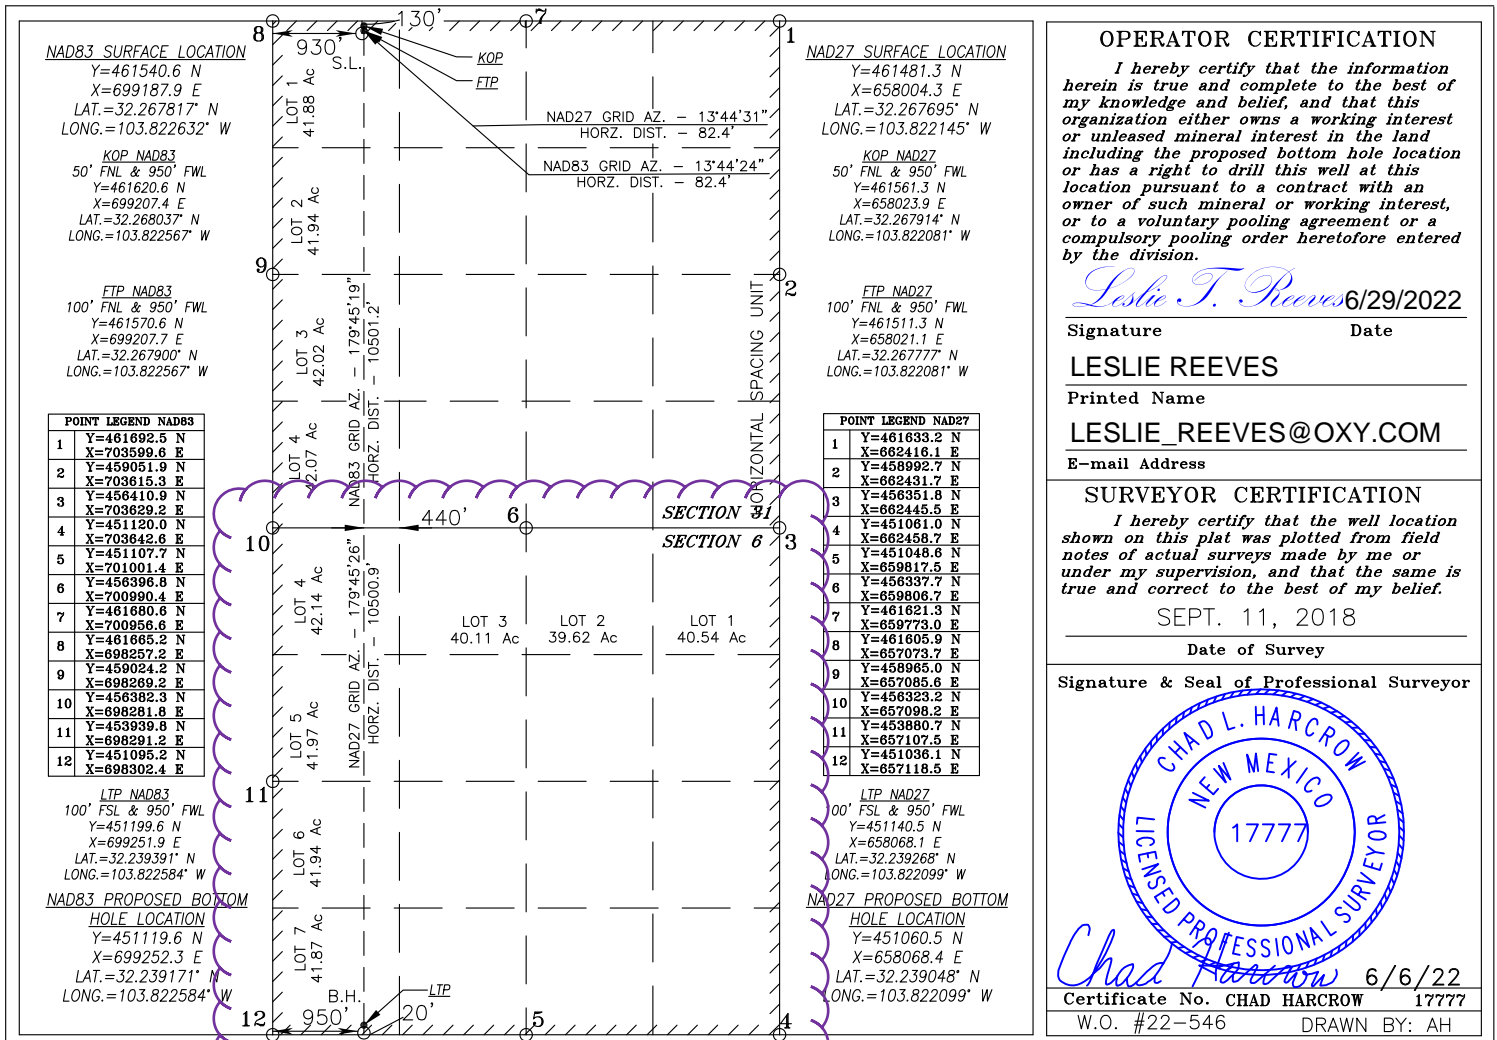 8
930'
S.L.
130'
7
1
KOP
FTP
NAD83 SURFACE LOCATION
Y=461540.6 N
X=699187.9 E
LAT.=32.267817° N
LONG.=103.822632° W
KOP NAD83
50' FNL & 950' FWL
Y=461620.6 N
X=699207.4 E
LAT.=32.268037° N
LONG.=103.822567° W
FTP NAD83
100' FNL & 950' FWL
Y=461570.6 N
X=699207.7 E
LAT.=32.267900° N
LONG.=103.822567° W
POINT LEGEND NAD83
1 Y=461692.5 N
X=703599.6 E
2 Y=459051.9 N
X=703615.3 E
3 Y=456410.9 N
X=703629.2 E
4 Y=451120.0 N
X=703642.6 E
5 Y=451107.7 N
X=701001.4 E
6 Y=456396.8 N
X=700990.4 E
7 Y=461680.6 N
X=700956.6 E
8 Y=461665.2 N
X=698257.2 E
9 Y=459024.2 N
X=698269.2 E
10 Y=456382.3 N
X=698281.8 E
11 Y=453939.8 N
X=698291.2 E
12 Y=451095.2 N
X=698302.4 E
LTP NAD83
100' FSL & 950' FWL
Y=451199.6 N
X=699251.9 E
LAT.=32.239391° N
LONG.=103.822584° W
NAD83 PROPOSED BOTTOM
HOLE LOCATION
Y=451119.6 N
X=699252.3 E
LAT.=32.239171° N
LONG.=103.822584° W
LOT 1
41.88 Ac
LOT 2
41.94 Ac
LOT 3
42.02 Ac
LOT 4
42.07 Ac
NAD27 GRID AZ. – 13°44'31"
HORZ. DIST. – 82.4'
NAD83 GRID AZ. – 13°44'24"
HORZ. DIST. – 82.4'
9
2
NAD83 GRID AZ. – 179°45'19"
HORZ. DIST. – 10501.2'
HORIZONTAL SPACING UNIT
10
440'
6
SECTION 31
SECTION 6
3
LOT 4
42.14 Ac
NAD27 GRID AZ. – 179°45'26"
HORZ. DIST. – 10500.9'
LOT 3
40.11 Ac
LOT 2
39.62 Ac
LOT 1
40.54 Ac
LOT 5
41.97 Ac
11
LOT 6
41.94 Ac
LOT 7
41.87 Ac
B.H.
LTP
12
950'
20'
5
4
NAD27 SURFACE LOCATION
Y=461481.3 N
X=658004.3 E
LAT.=32.267695° N
LONG.=103.822145° W
KOP NAD27
50' FNL & 950' FWL
Y=461561.3 N
X=658023.9 E
LAT.=32.267914° N
LONG.=103.822081° W
FTP NAD27
100' FNL & 950' FWL
Y=461511.3 N
X=658021.1 E
LAT.=32.267777° N
LONG.=103.822081° W
POINT LEGEND NAD27
1 Y=461633.2 N
X=662416.1 E
2 Y=458992.7 N
X=662431.7 E
3 Y=456351.8 N
X=662445.5 E
4 Y=451061.0 N
X=662458.7 E
5 Y=451048.6 N
X=659817.5 E
6 Y=456337.7 N
X=659806.7 E
7 Y=461621.3 N
X=659773.0 E
8 Y=461605.9 N
X=657073.7 E
9 Y=458965.0 N
X=657085.6 E
10 Y=456323.2 N
X=657098.2 E
11 Y=453880.7 N
X=657107.5 E
12 Y=451036.1 N
X=657118.5 E
LTP NAD27
00' FSL & 950' FWL
Y=451140.5 N
X=658068.1 E
LAT.=32.239268° N
LONG.=103.822099° W
NAD27 PROPOSED BOTTOM
HOLE LOCATION
Y=451060.5 N
X=658068.4 E
LAT.=32.239048° N
LONG.=103.822099° W
OPERATOR CERTIFICATION
I hereby certify that the information
herein is true and complete to the best of
my knowledge and belief, and that this
organization either owns a working interest
or unleased mineral interest in the land
including the proposed bottom hole location
or has a right to drill this well at this
location pursuant to a contract with an
owner of such mineral or working interest,
or to a voluntary pooling agreement or a
compulsory pooling order heretofore entered
by the division.
Leslie T. Reeves 6/29/2022
Signature Date
LESLIE REEVES
Printed Name
LESLIE_REEVES@OXY.COM
E-mail Address
SURVEYOR CERTIFICATION
I hereby certify that the well location
shown on this plat was plotted from field
notes of actual surveys made by me or
under my supervision, and that the same is
true and correct to the best of my belief.
SEPT. 11, 2018
Date of Survey
Signature & Seal of Professional Surveyor
CHAD L. HARCROW
NEW MEXICO
17777
LICENSED PROFESSIONAL SURVEYOR
Chad Harcrow 6/6/22
Certificate No. CHAD HARCROW 17777
W.O. #22-546 DRAWN BY: AH